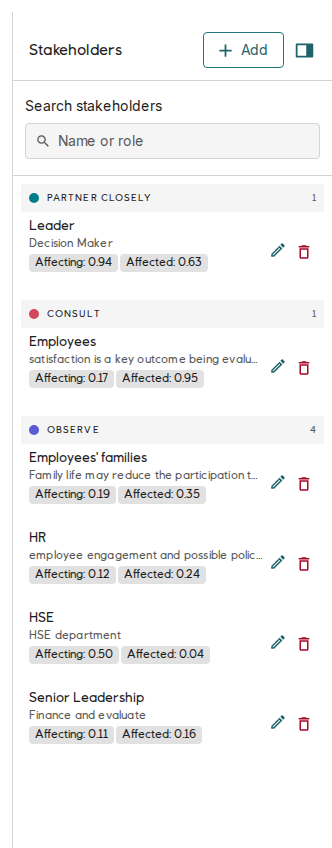 Stakeholders
Add
Search stakeholders
Name or role
PARTNER CLOSELY 1
Leader
Decision Maker
Affecting: 0.94 Affected: 0.63
CONSULT 1
Employees
satisfaction is a key outcome being evalu...
Affecting: 0.17 Affected: 0.95
OBSERVE 4
Employees' families
Family life may reduce the participation t...
Affecting: 0.19 Affected: 0.35
HR
employee engagement and possible polic...
Affecting: 0.12 Affected: 0.24
HSE
HSE department
Affecting: 0.50 Affected: 0.04
Senior Leadership
Finance and evaluate
Affecting: 0.11 Affected: 0.16